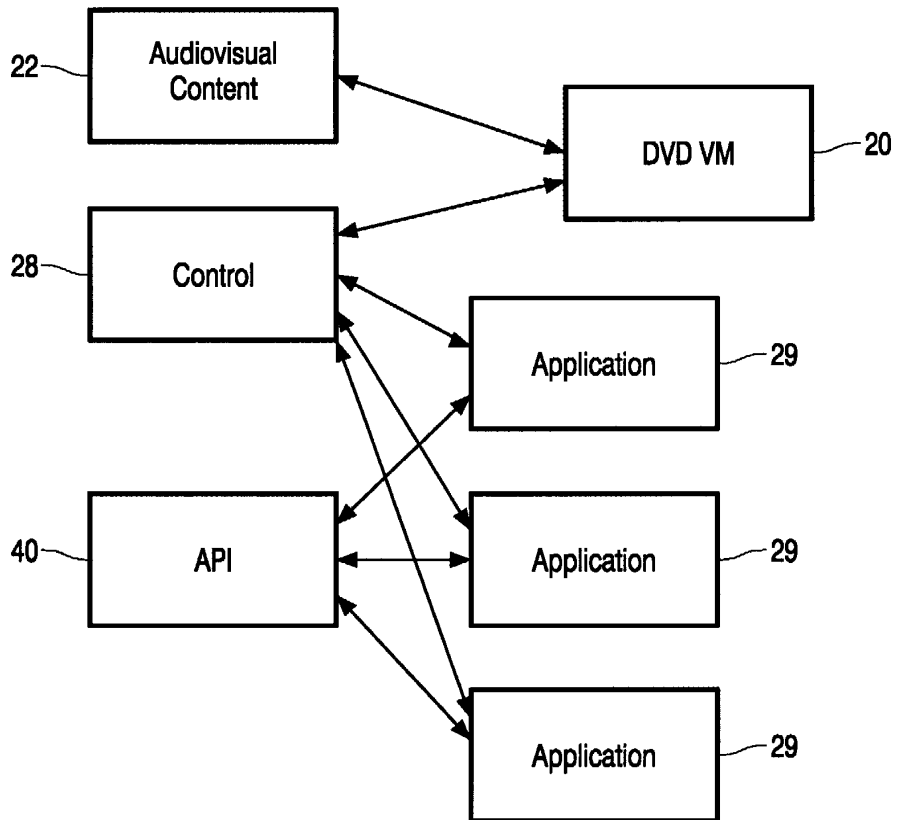 22
Audiovisual
Content
DVD VM
20
28
Control
Application
29
40
API
Application
29
Application
29